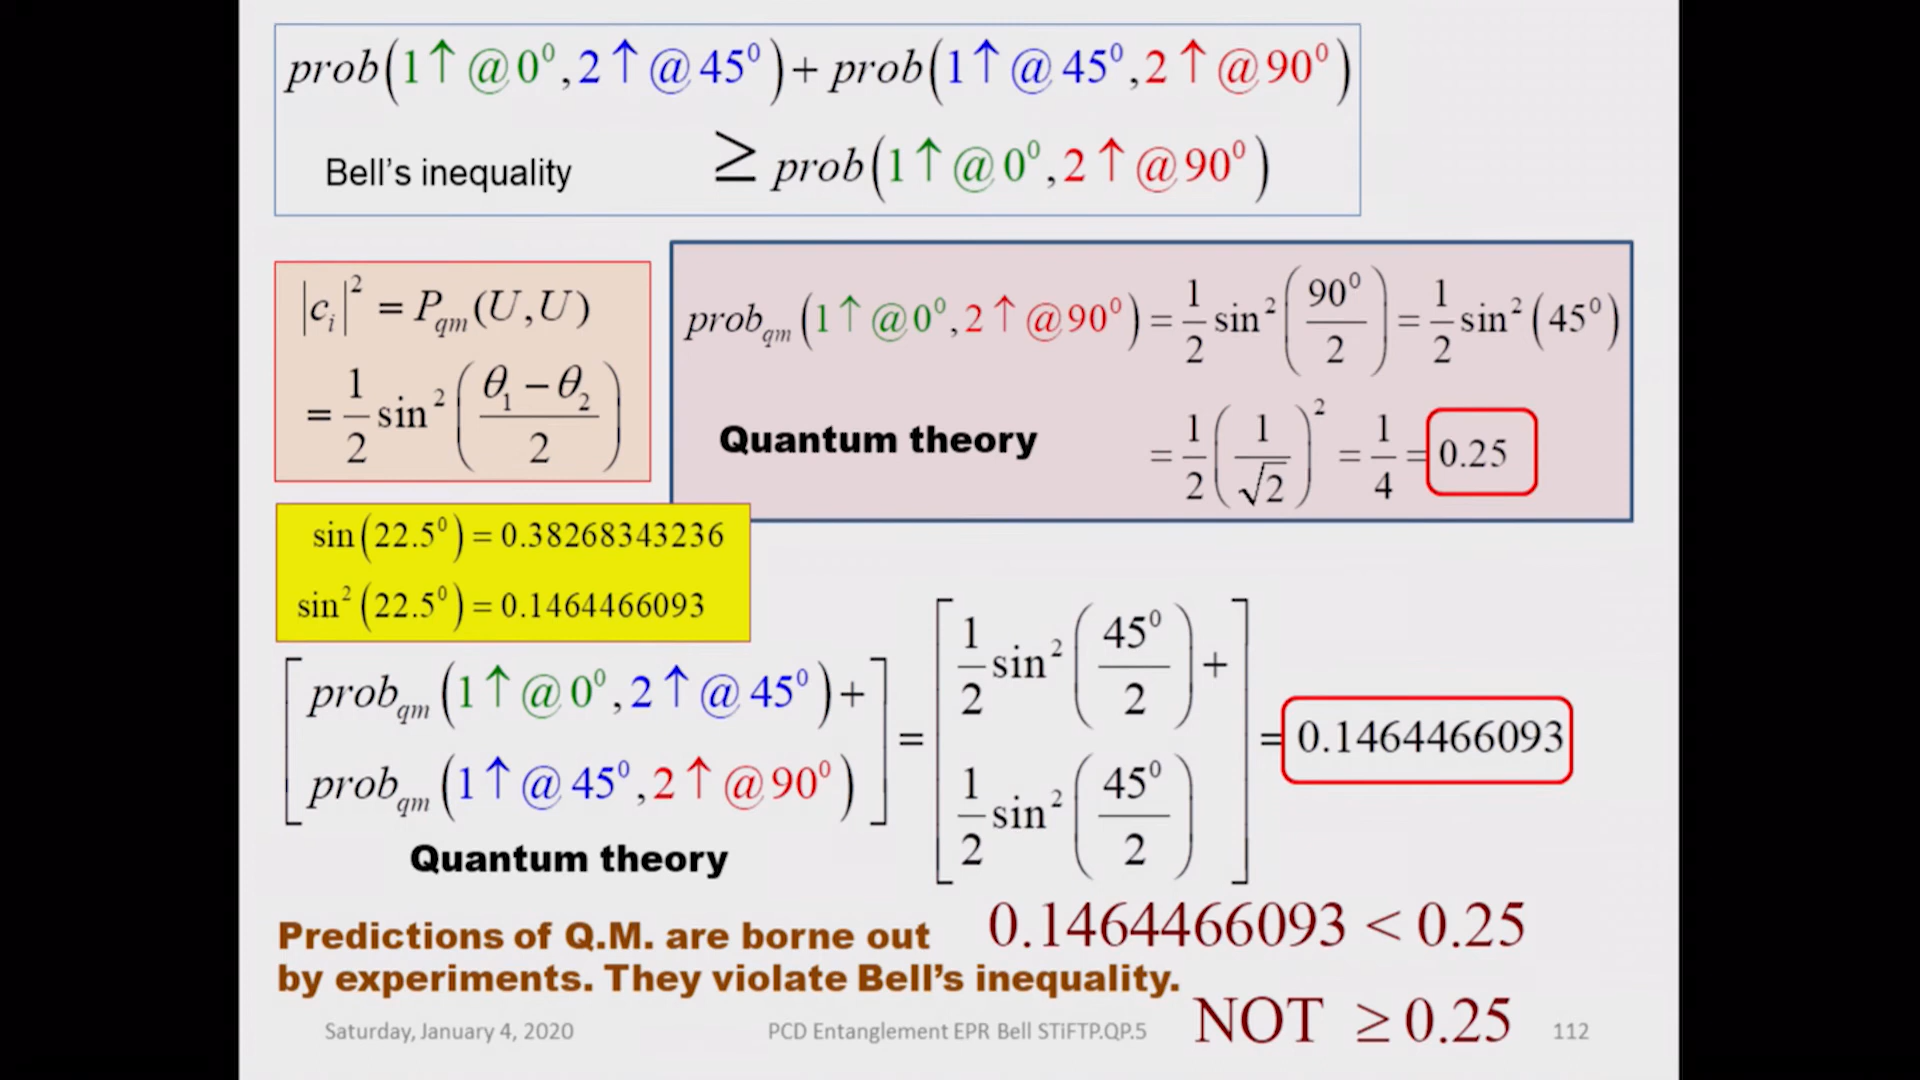 prob(1↑@0⁰,2↑@45⁰)+prob(1↑@45⁰,2↑@90⁰)
Bell's inequality ≥ prob(1↑@0⁰,2↑@90⁰)
|cᵢ|² = P_qm(U,U)
= 1/2 sin²((θ₁ − θ₂)/2)
prob_qm(1↑@0⁰,2↑@90⁰) = 1/2 sin²(90⁰/2) = 1/2 sin²(45⁰)
Quantum theory = 1/2 (1/√2)² = 1/4 = 0.25
sin(22.5⁰) = 0.38268343236
sin²(22.5⁰) = 0.1464466093
[prob_qm(1↑@0⁰,2↑@45⁰)+ prob_qm(1↑@45⁰,2↑@90⁰)] = [1/2 sin²(45⁰/2) + 1/2 sin²(45⁰/2)] = 0.1464466093
Quantum theory
Predictions of Q.M. are borne out
by experiments. They violate Bell's inequality.
0.1464466093 < 0.25
NOT ≥ 0.25
Saturday, January 4, 2020
PCD Entanglement EPR Bell STiFTP.QP.5
112